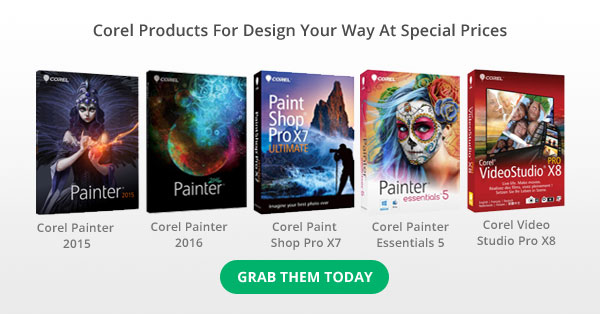 Corel Products For Design Your Way At Special Prices
COREL
Painter 2015
COREL
Painter
COREL
Paint
Shop
Pro X7
ULTIMATE
Imagine your best photo ever
COREL
Painter
essentials 5
COREL
Corel
VideoStudio PRO X8
Corel Painter
2015
Corel Painter
2016
Corel Paint
Shop Pro X7
Corel Painter
Essentials 5
Corel Video
Studio Pro X8
GRAB THEM TODAY